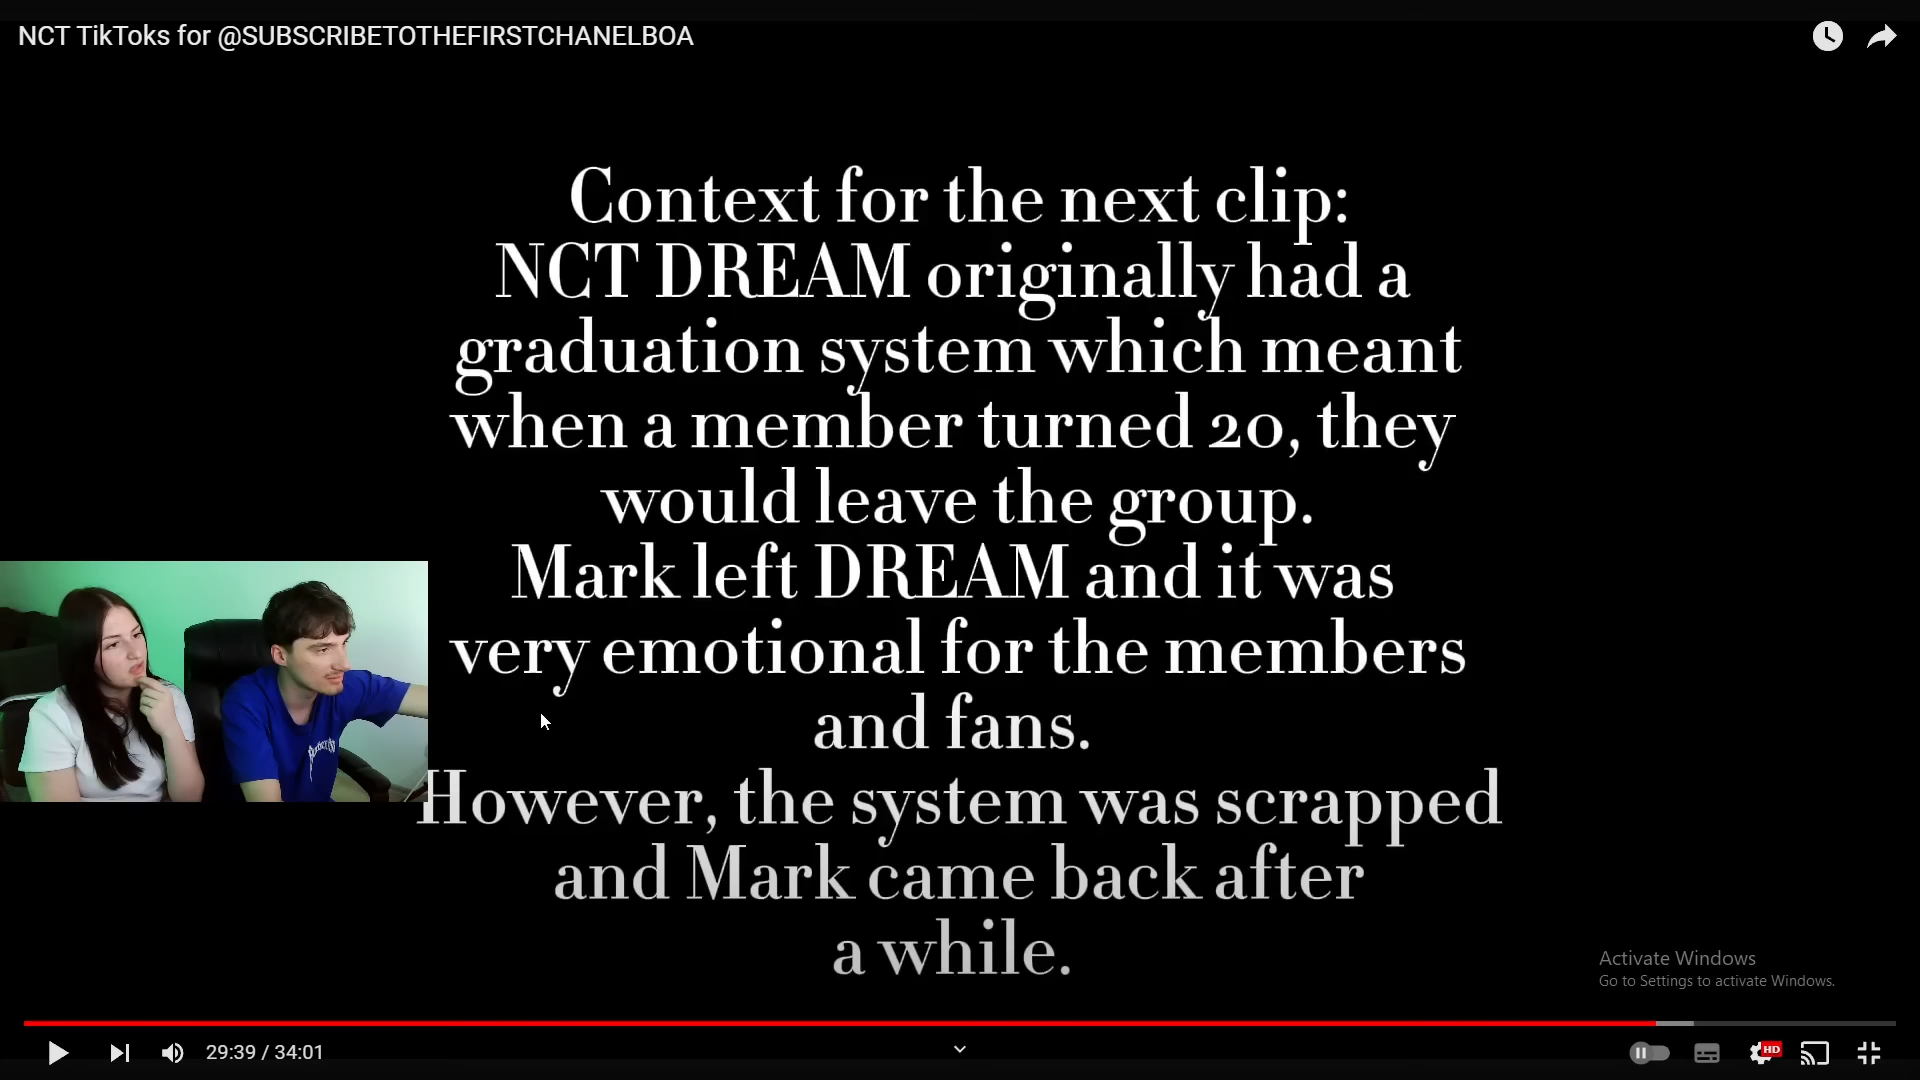 NCT TikToks for @SUBSCRIBETOTHEFIRSTCHANELBOA
Context for the next clip:
NCT DREAM originally had a
graduation system which meant
when a member turned 20, they
would leave the group.
Mark left DREAM and it was
very emotional for the members
and fans.
However, the system was scrapped
and Mark came back after
a while.
Activate Windows
Go to Settings to activate Windows.
29:39 / 34:01
HD